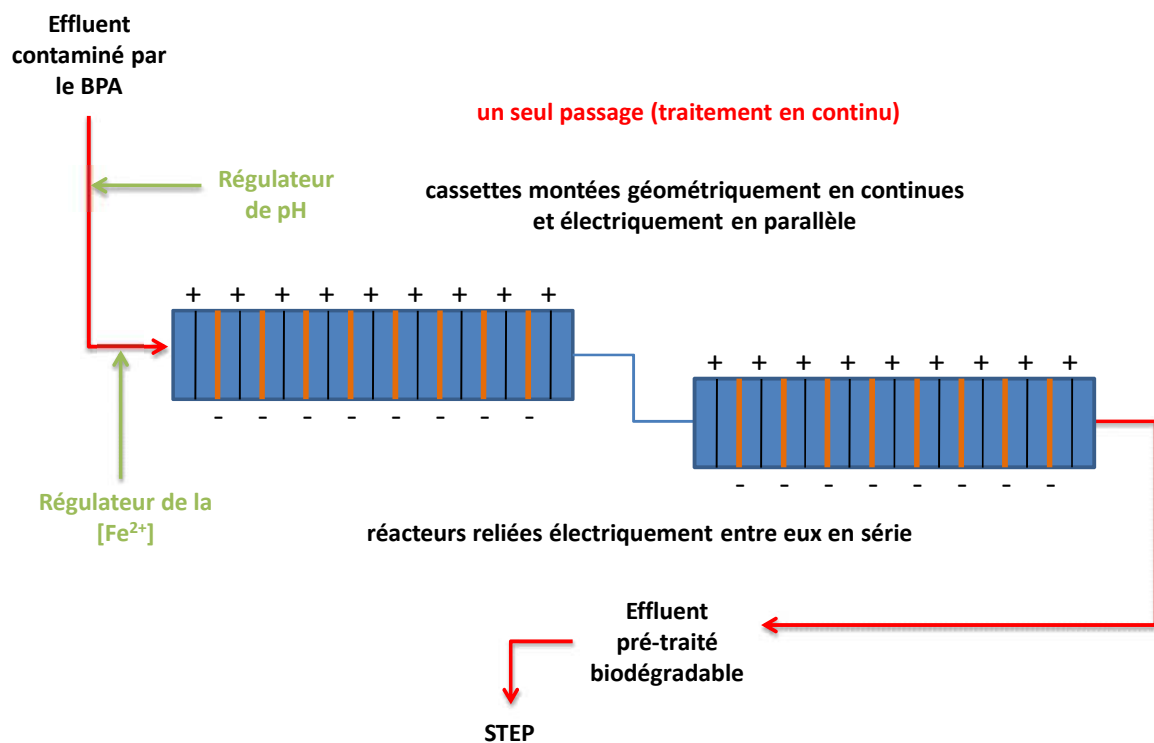 Effluent
contaminé par
le BPA
un seul passage (traitement en continu)
Régulateur
de pH
cassettes montées géométriquement en continues
et électriquement en parallèle
+ + + + + + + + +
- - - - - - - -
+ + + + + + + + +
- - - - - - - -
Régulateur de la
[Fe²⁺]
réacteurs reliées électriquement entre eux en série
Effluent
pré-traité
biodégradable
STEP